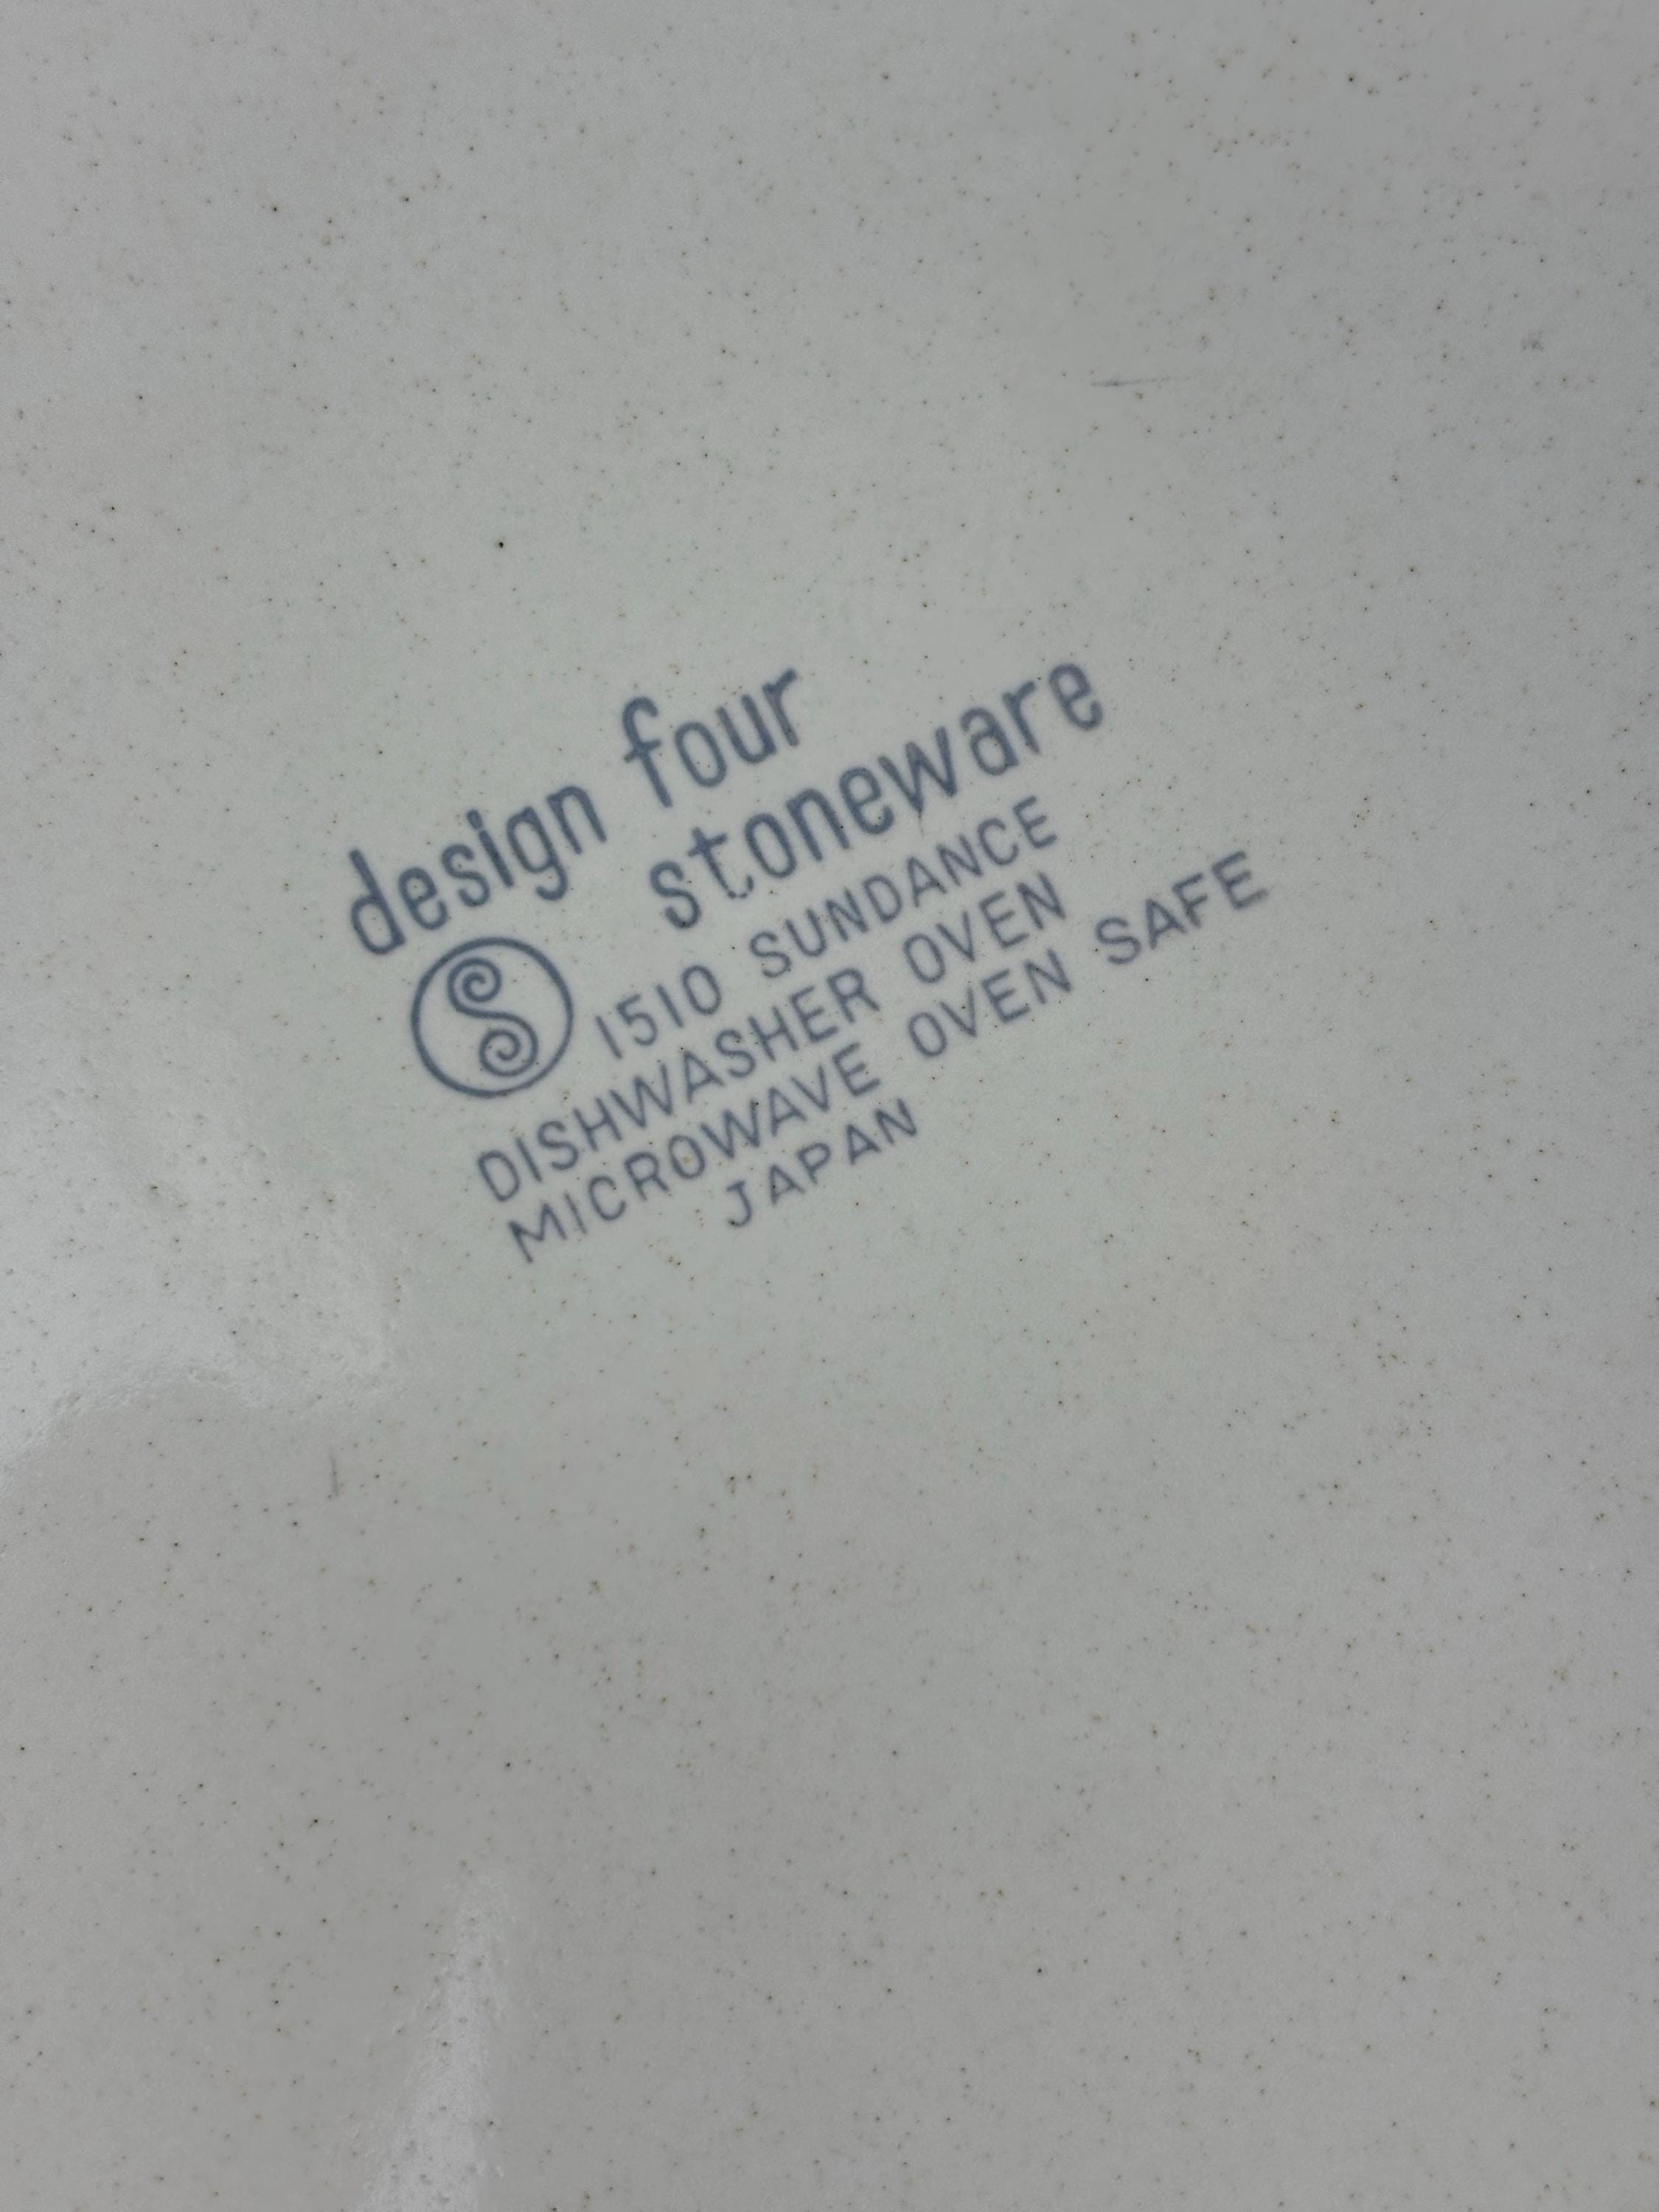 design four
stoneware
S 1510 SUNDANCE
DISHWASHER OVEN
MICROWAVE OVEN SAFE
JAPAN